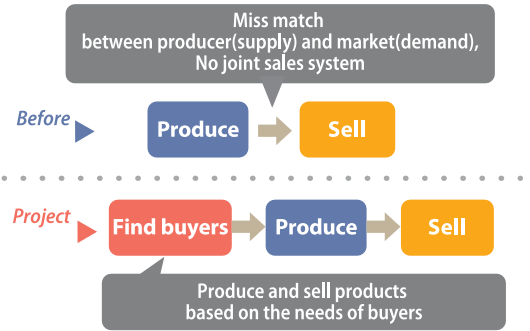 Miss match
between producer(supply) and market(demand),
No joint sales system
Before
Produce
Sell
Project
Find buyers
Produce
Sell
Produce and sell products
based on the needs of buyers